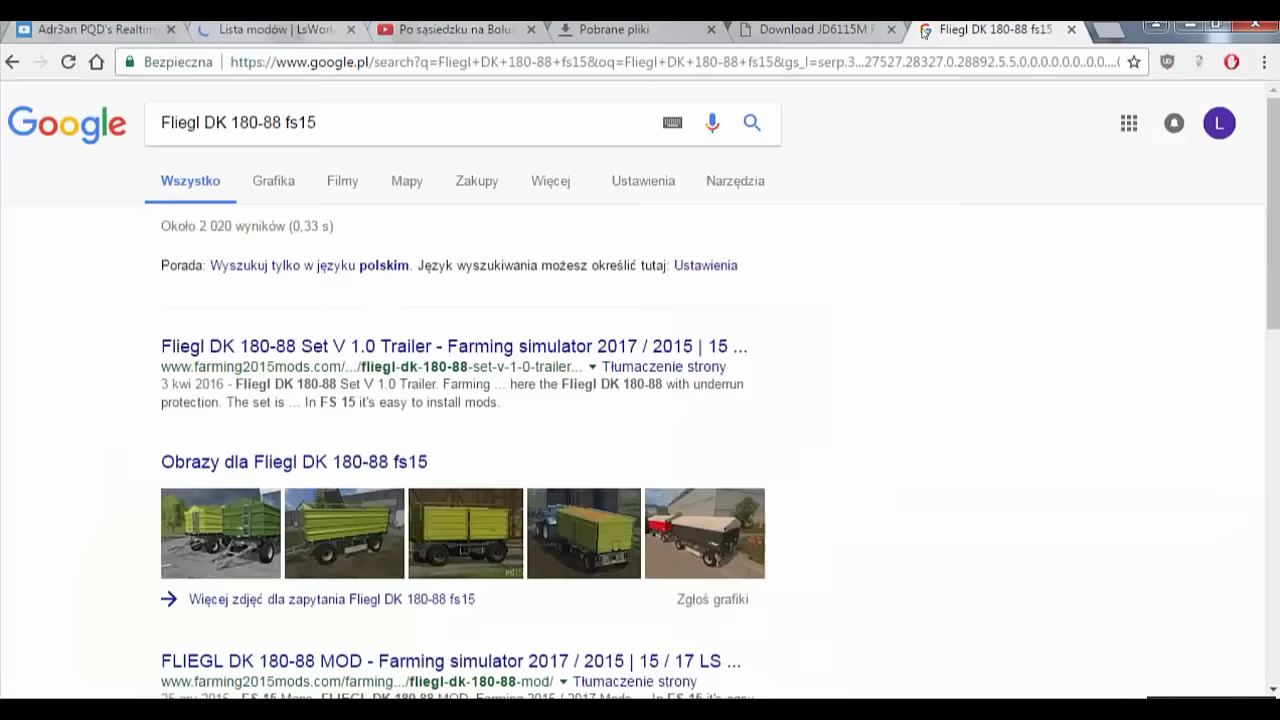 Adr3an PQD's Realtim
Lista modów | LsWorl
Po sąsiedzku na Bolus
Pobrane pliki
Download JD6115M F
Fliegl DK 180-88 fs15
Bezpieczna
https://www.google.pl/search?q=Fliegl+DK+180-88+fs15&oq=Fliegl+DK+180-88+fs15&gs_l=serp.3...27527.28327.0.28892.5.5.0.0.0.0.0.0..0.0....(
Google
Fliegl DK 180-88 fs15
L
Wszystko Grafika Filmy Mapy Zakupy Więcej Ustawienia Narzędzia
Około 2 020 wyników (0,33 s)
Porada: Wyszukuj tylko w języku polskim. Język wyszukiwania możesz określić tutaj: Ustawienia
Fliegl DK 180-88 Set V 1.0 Trailer - Farming simulator 2017 / 2015 | 15 ...
www.farming2015mods.com/.../fliegl-dk-180-88-set-v-1-0-trailer... Tłumaczenie strony
3 kwi 2016 - Fliegl DK 180-88 Set V 1.0 Trailer. Farming ... here the Fliegl DK 180-88 with underrun
protection. The set is ... In FS 15 it's easy to install mods.
Obrazy dla Fliegl DK 180-88 fs15
Więcej zdjęć dla zapytania Fliegl DK 180-88 fs15
Zgłoś grafiki
FLIEGL DK 180-88 MOD - Farming simulator 2017 / 2015 | 15 / 17 LS ...
www.farming2015mods.com/farming.../fliegl-dk-180-88-mod/ Tłumaczenie strony